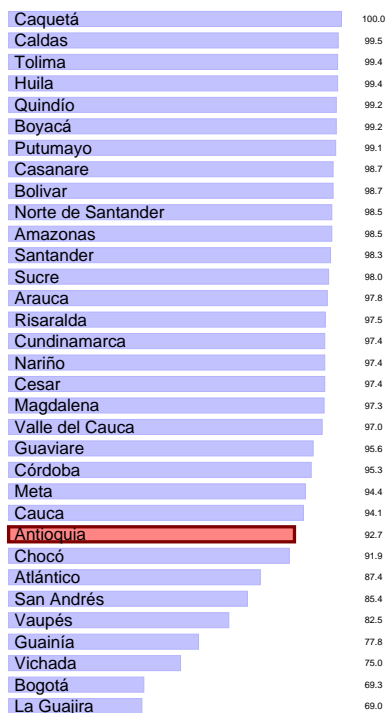 Caquetá 100.0
Caldas 99.5
Tolima 99.4
Huila 99.4
Quindío 99.2
Boyacá 99.2
Putumayo 99.1
Casanare 98.7
Bolivar 98.7
Norte de Santander 98.5
Amazonas 98.5
Santander 98.3
Sucre 98.0
Arauca 97.8
Risaralda 97.5
Cundinamarca 97.4
Nariño 97.4
Cesar 97.4
Magdalena 97.3
Valle del Cauca 97.0
Guaviare 95.6
Córdoba 95.3
Meta 94.4
Cauca 94.1
Antioquia 92.7
Chocó 91.9
Atlántico 87.4
San Andrés 85.4
Vaupés 82.5
Guainía 77.8
Vichada 75.0
Bogotá 69.3
La Guajira 69.0